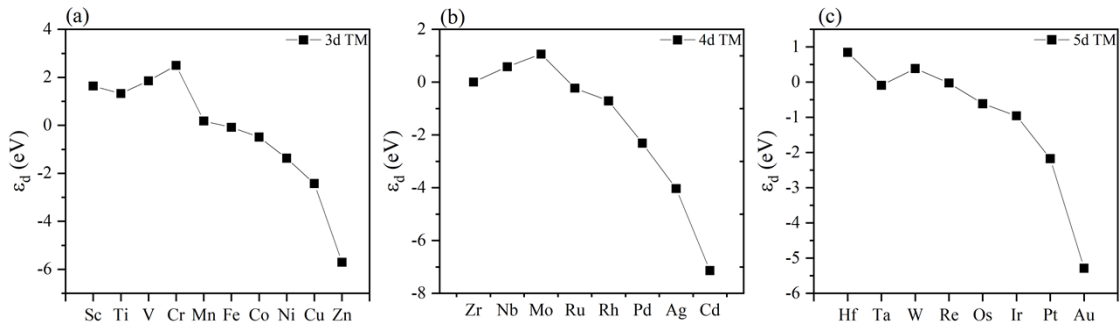 (a)
3d TM
4
2
0
-2
-4
-6
ε_d (eV)
Sc Ti V Cr Mn Fe Co Ni Cu Zn
(b)
4d TM
2
0
-2
-4
-6
-8
ε_d (eV)
Zr Nb Mo Ru Rh Pd Ag Cd
(c)
5d TM
1
0
-1
-2
-3
-4
-5
-6
ε_d (eV)
Hf Ta W Re Os Ir Pt Au